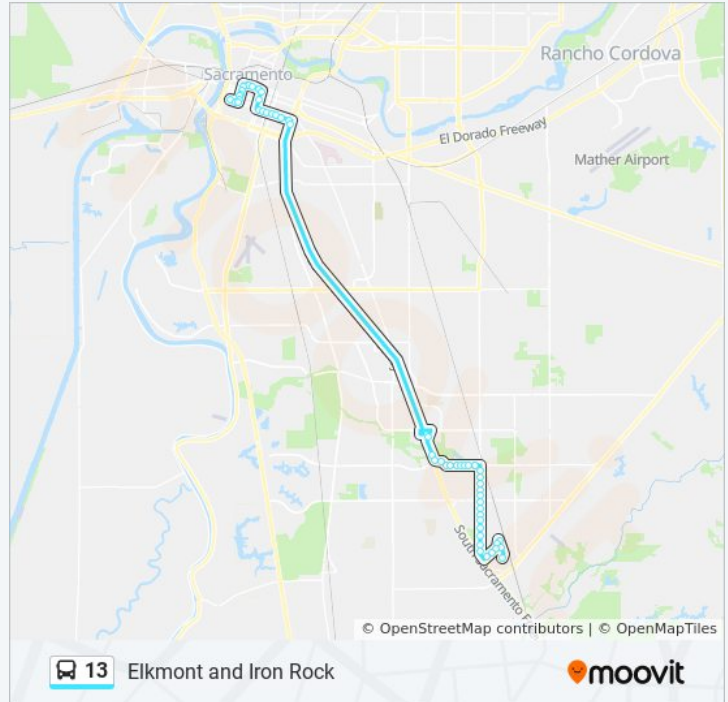 Rancho Cordova
Sacramento
El Dorado Freeway
Mather Airport
South Sacramento F
© OpenStreetMap contributors | © OpenMapTiles
13 Elkmont and Iron Rock
moovit